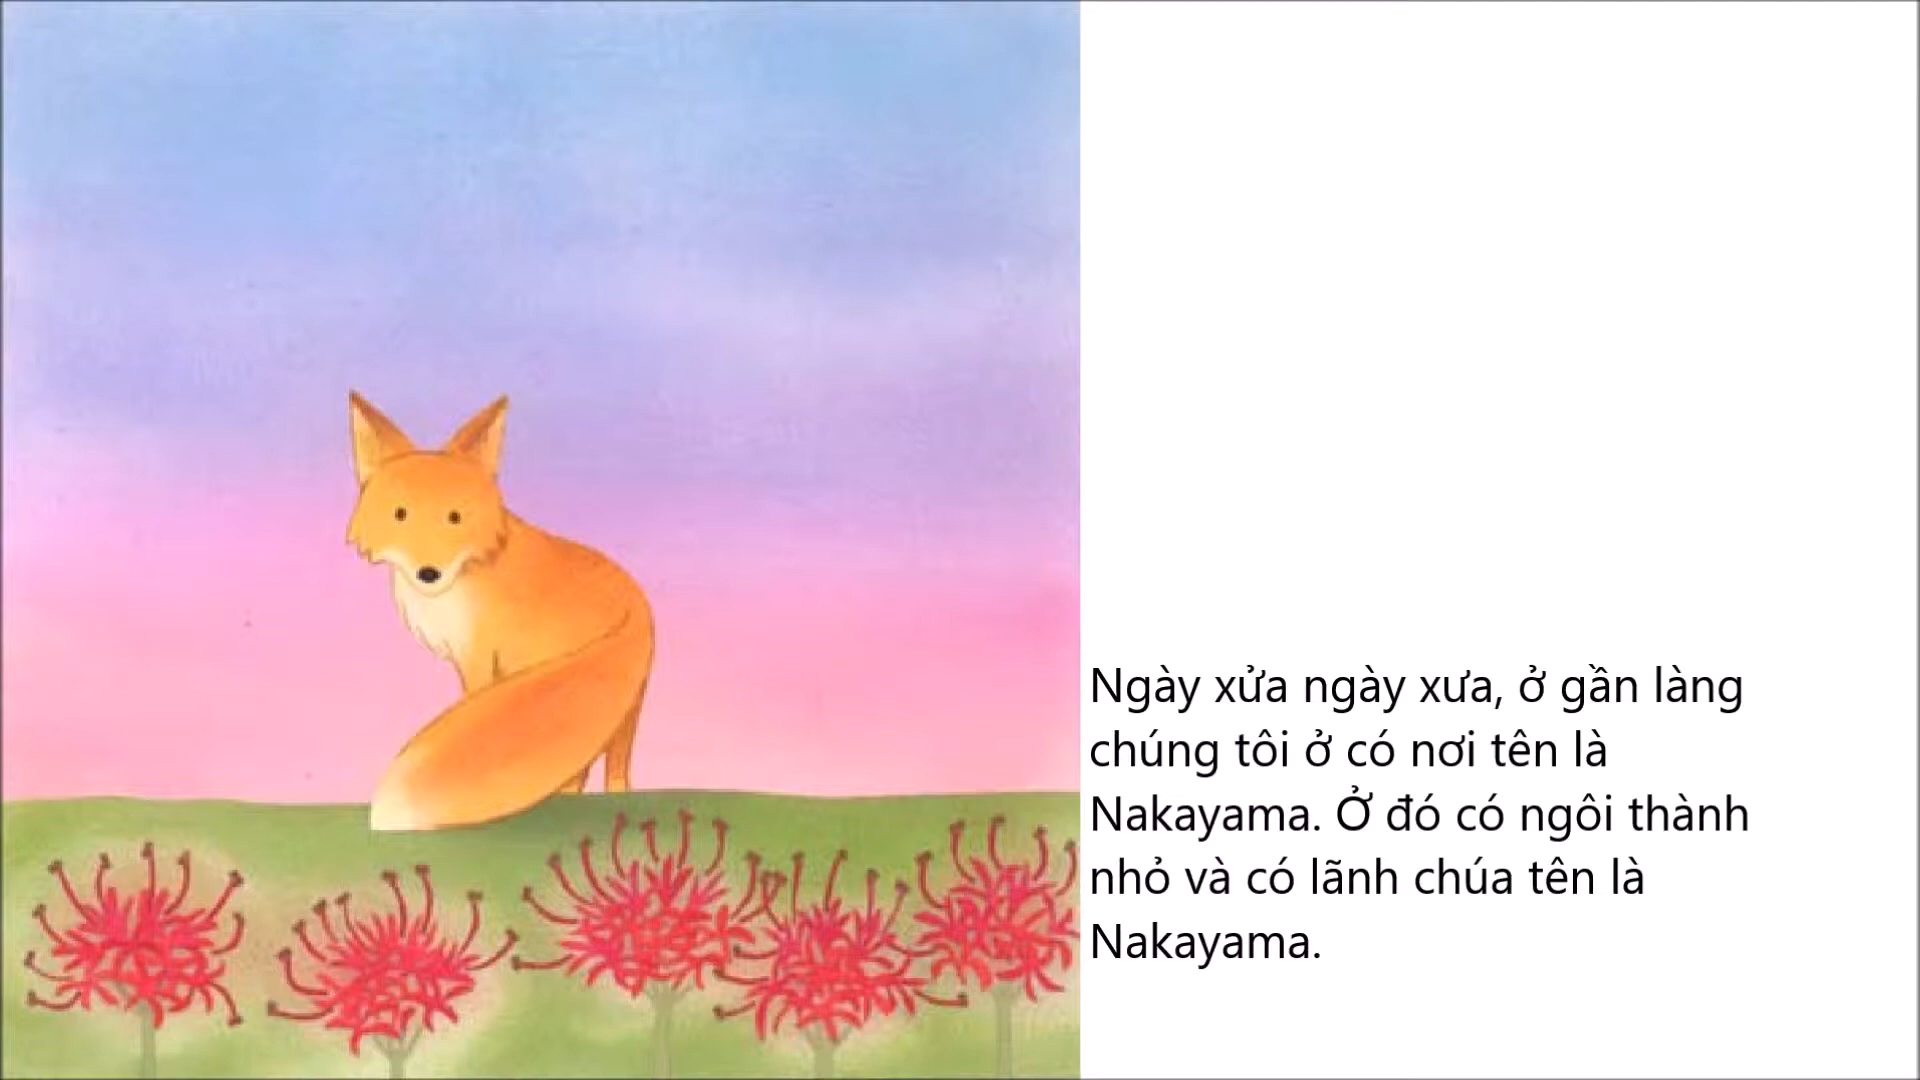 Ngày xửa ngày xưa, ở gần làng
chúng tôi ở có nơi tên là
Nakayama. Ở đó có ngôi thành
nhỏ và có lãnh chúa tên là
Nakayama.